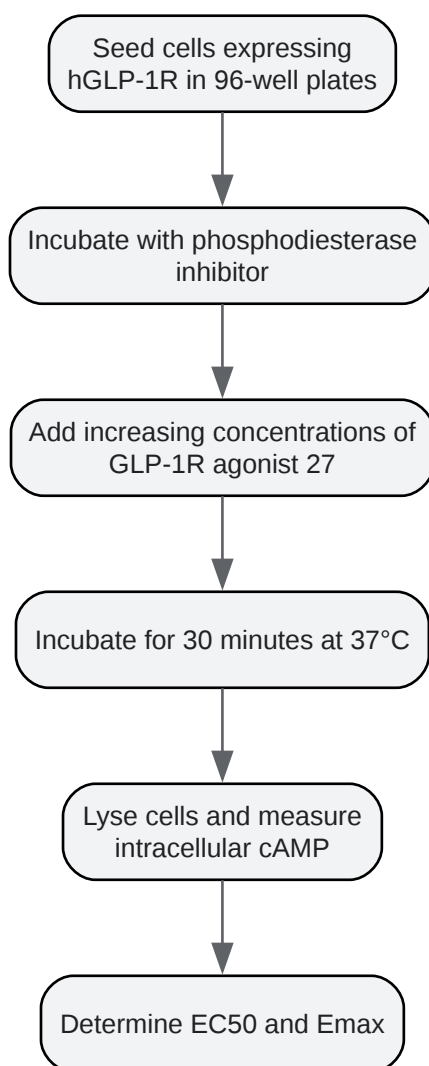 Seed cells expressing
hGLP-1R in 96-well plates
Incubate with phosphodiesterase
inhibitor
Add increasing concentrations of
GLP-1R agonist 27
Incubate for 30 minutes at 37°C
Lyse cells and measure
intracellular cAMP
Determine EC50 and Emax